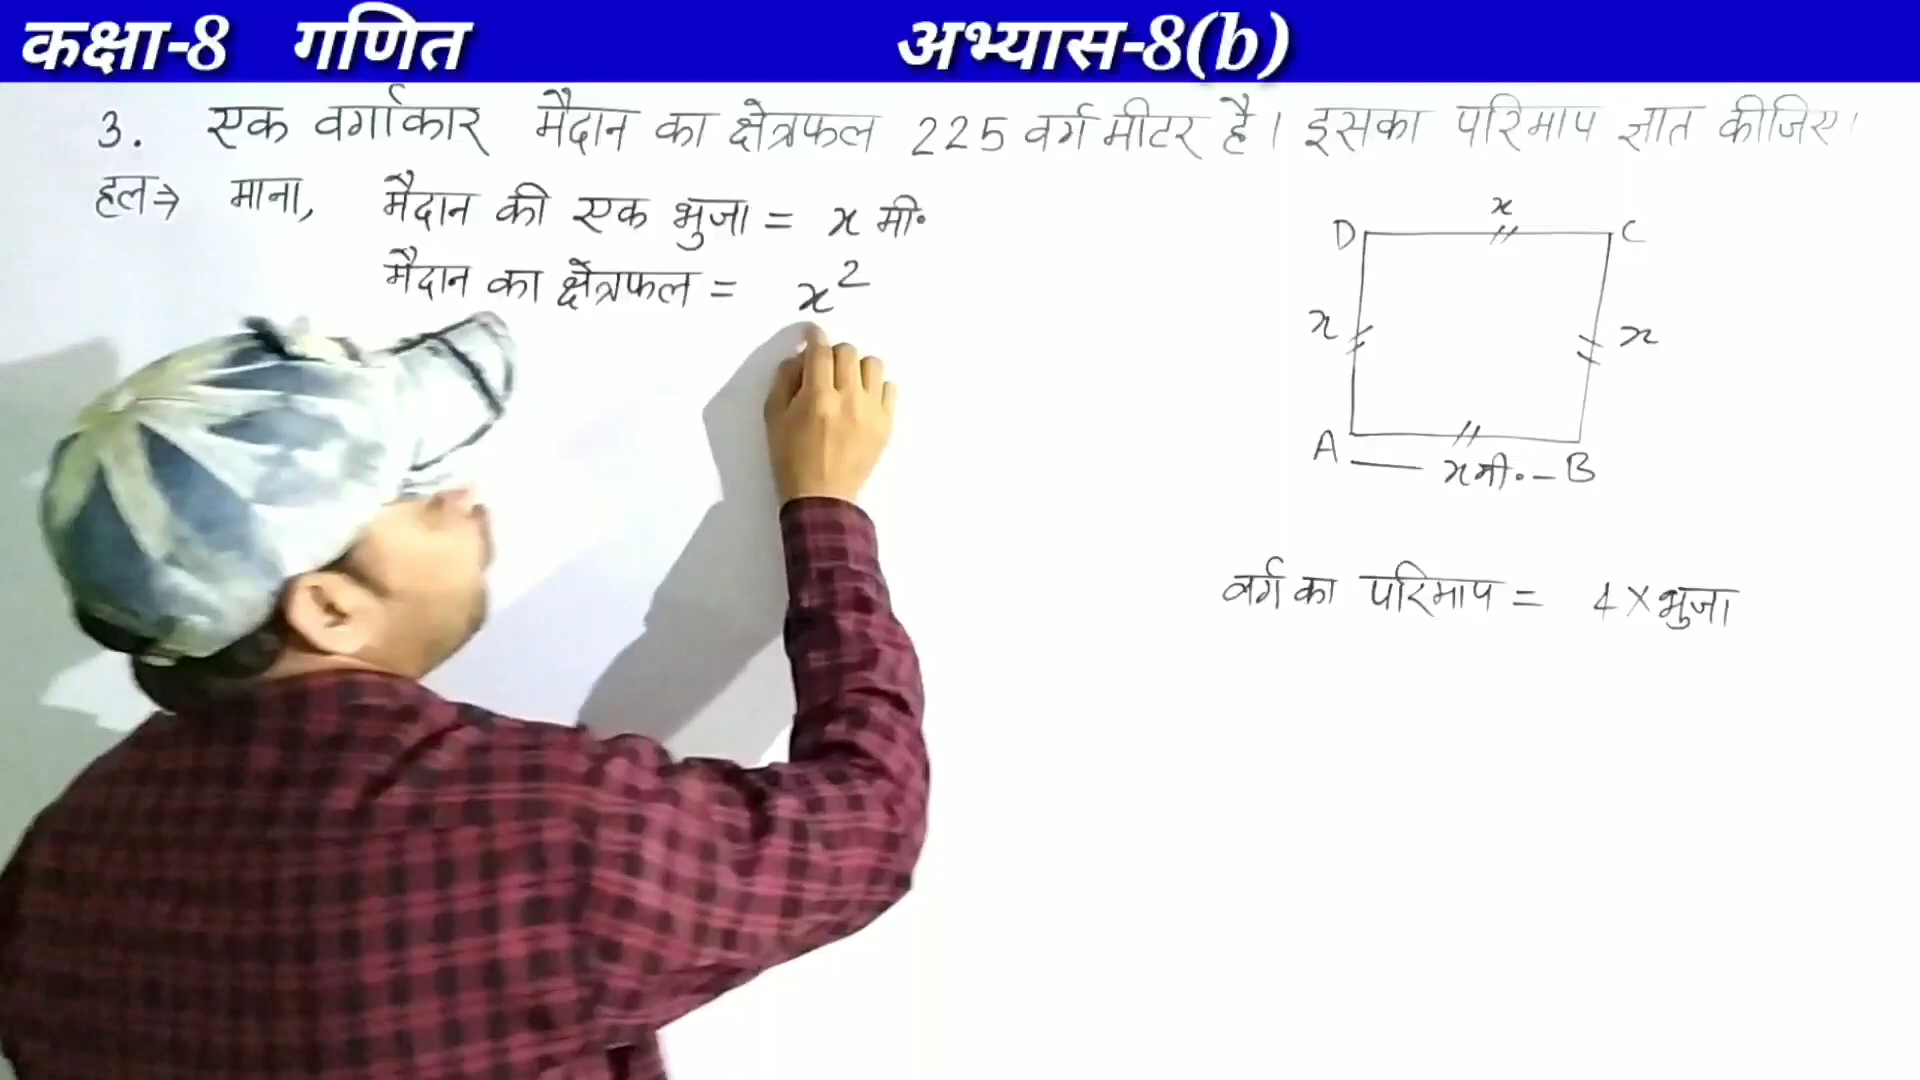 कक्षा-8 गणित अभ्यास-8(b)
3. एक वर्गाकार मैदान का क्षेत्रफल 225 वर्ग मीटर है। इसका परिमाप ज्ञात कीजिए।
हल⇒ माना, मैदान की एक भुजा = x मी॰
मैदान का क्षेत्रफल = x²
x
D C
x x
A B
x मी॰
वर्ग का परिमाप = 4 × भुजा